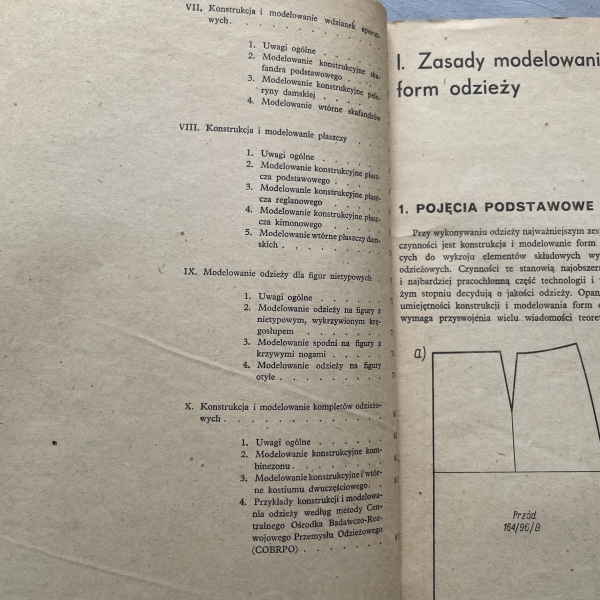 VII. Konstrukcja i modelowanie wdzianek sporto-
wych.
1. Uwagi ogólne
2. Modelowanie konstrukcyjne ska-
fandra podstawowego
3. Modelowanie konstrukcyjne pele-
ryny damskiej
4. Modelowanie wtórne skafandrów
VIII. Konstrukcja i modelowanie płaszczy
1. Uwagi ogólne
2. Modelowanie konstrukcyjne płasz-
cza podstawowego
3. Modelowanie konstrukcyjne płasz-
cza reglanowego
4. Modelowanie konstrukcyjne płasz-
cza kimonowego
5. Modelowanie wtórne płaszczy dam-
skich
IX. Modelowanie odzieży dla figur nietypowych
1. Uwagi ogólne
2. Modelowanie odzieży na figury z
nietypowym, wykrzywionym krę-
gosłupem
3. Modelowanie spodni na figury z
krzywymi nogami
4. Modelowanie odzieży na figury
otyłe
X. Konstrukcja i modelowanie kompletów odzieżo-
wych
1. Uwagi ogólne
2. Modelowanie konstrukcyjne kom-
binezonu
3. Modelowanie konstrukcyjne i wtór-
ne kostiumu dwuczęściowego
4. Przykłady konstrukcji i modelowa-
nia odzieży według metody Cen-
tralnego Ośrodka Badawczo-Roz-
wojowego Przemysłu Odzieżowego
(COBRPO)
I. Zasady modelowani
form odzieży
1. POJĘCIA PODSTAWOWE
Przy wykonywaniu odzieży najważniejszym zes
czynności jest konstrukcja i modelowanie form
cych do wykroju elementów składowych wy
odzieżowych. Czynności te stanowią najobszer
i najbardziej pracochłonną część technologii i
żym stopniu decydują o jakości odzieży. Opan
umiejętności konstrukcji i modelowania form
wymaga przyswojenia wielu wiadomości teore
a)
Przód
164/96/B